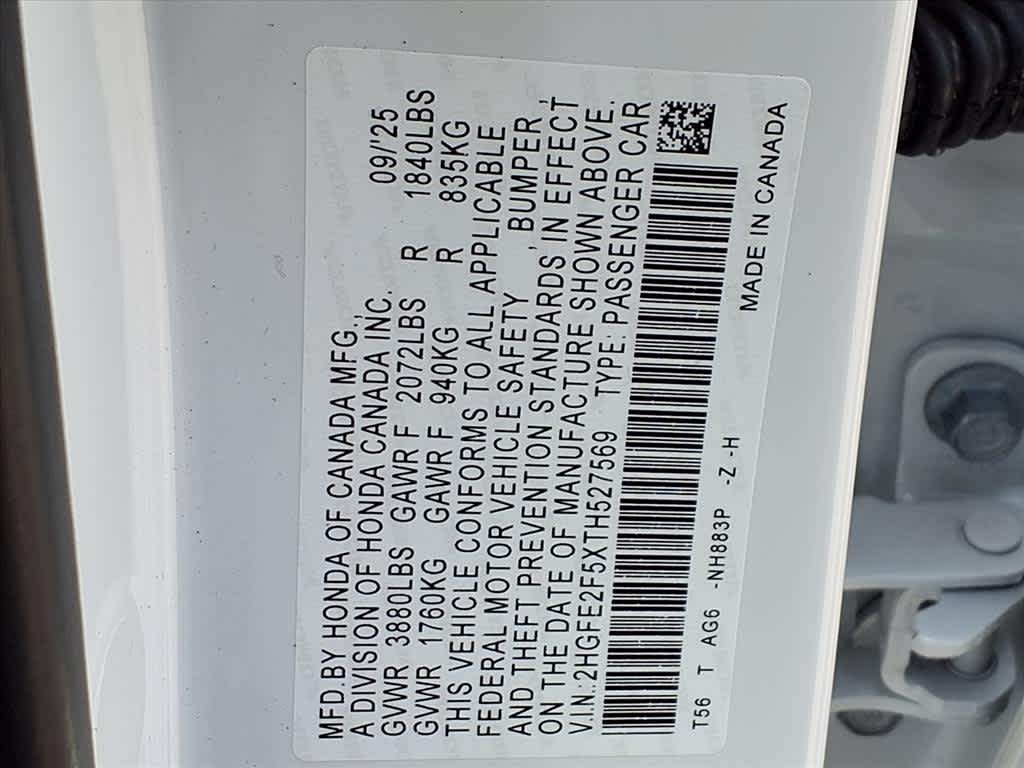 MFD.BY HONDA OF CANADA MFG.,
A DIVISION OF HONDA CANADA INC. 09/'25
GVWR 3880LBS GAWR F 2072LBS R 1840LBS
GVWR 1760KG GAWR F 940KG R 835KG
THIS VEHICLE CONFORMS TO ALL APPLICABLE
FEDERAL MOTOR VEHICLE SAFETY , BUMPER,
AND THEFT PREVENTION STANDARDS IN EFFECT
ON THE DATE OF MANUFACTURE SHOWN ABOVE.
V.I.N.:2HGFE2F5XTH527569 TYPE: PASSENGER CAR
T56 T AG6 -NH883P -Z -H
MADE IN CANADA